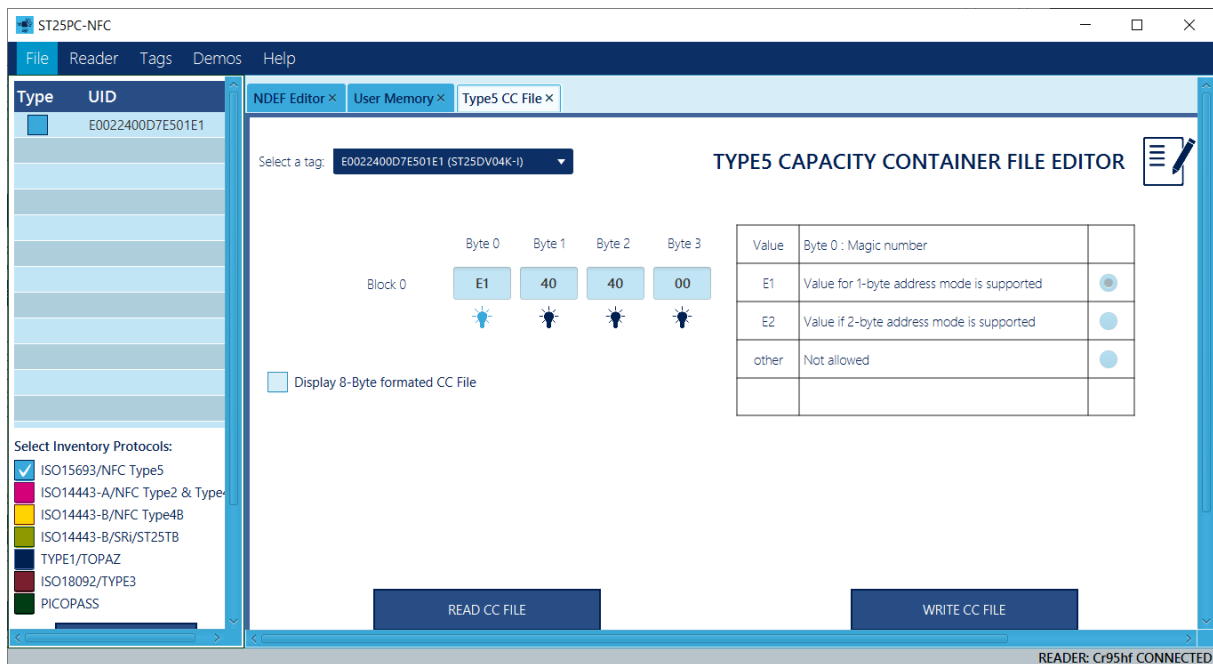 ST25PC-NFC
File Reader Tags Demos Help
Type UID
E0022400D7E501E1
Select Inventory Protocols:
ISO15693/NFC Type5
ISO14443-A/NFC Type2 & Type4
ISO14443-B/NFC Type4B
ISO14443-B/SRi/ST25TB
TYPE1/TOPAZ
ISO18092/TYPE3
PICOPASS
NDEF Editor × User Memory × Type5 CC File ×
Select a tag: E0022400D7E501E1 (ST25DV04K-I)
TYPE5 CAPACITY CONTAINER FILE EDITOR
Byte 0 Byte 1 Byte 2 Byte 3
Block 0 E1 40 40 00
Display 8-Byte formated CC File
Value Byte 0 : Magic number
E1 Value for 1-byte address mode is supported
E2 Value if 2-byte address mode is supported
other Not allowed
READ CC FILE WRITE CC FILE
READER: Cr95hf CONNECTED